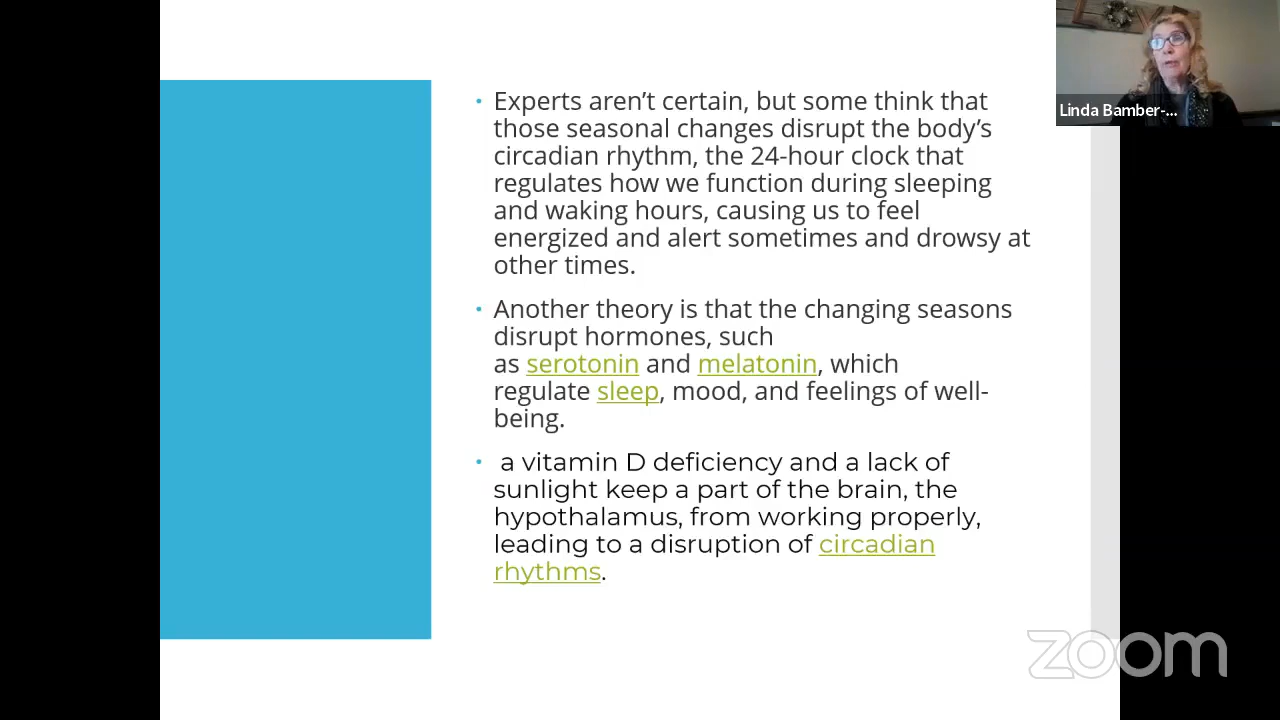 Experts aren’t certain, but some think that
those seasonal changes disrupt the body’s
circadian rhythm, the 24-hour clock that
regulates how we function during sleeping
and waking hours, causing us to feel
energized and alert sometimes and drowsy at
other times.
Another theory is that the changing seasons
disrupt hormones, such
as serotonin and melatonin, which
regulate sleep, mood, and feelings of well-
being.
a vitamin D deficiency and a lack of
sunlight keep a part of the brain, the
hypothalamus, from working properly,
leading to a disruption of circadian
rhythms.
Linda Bamber-...
zoom